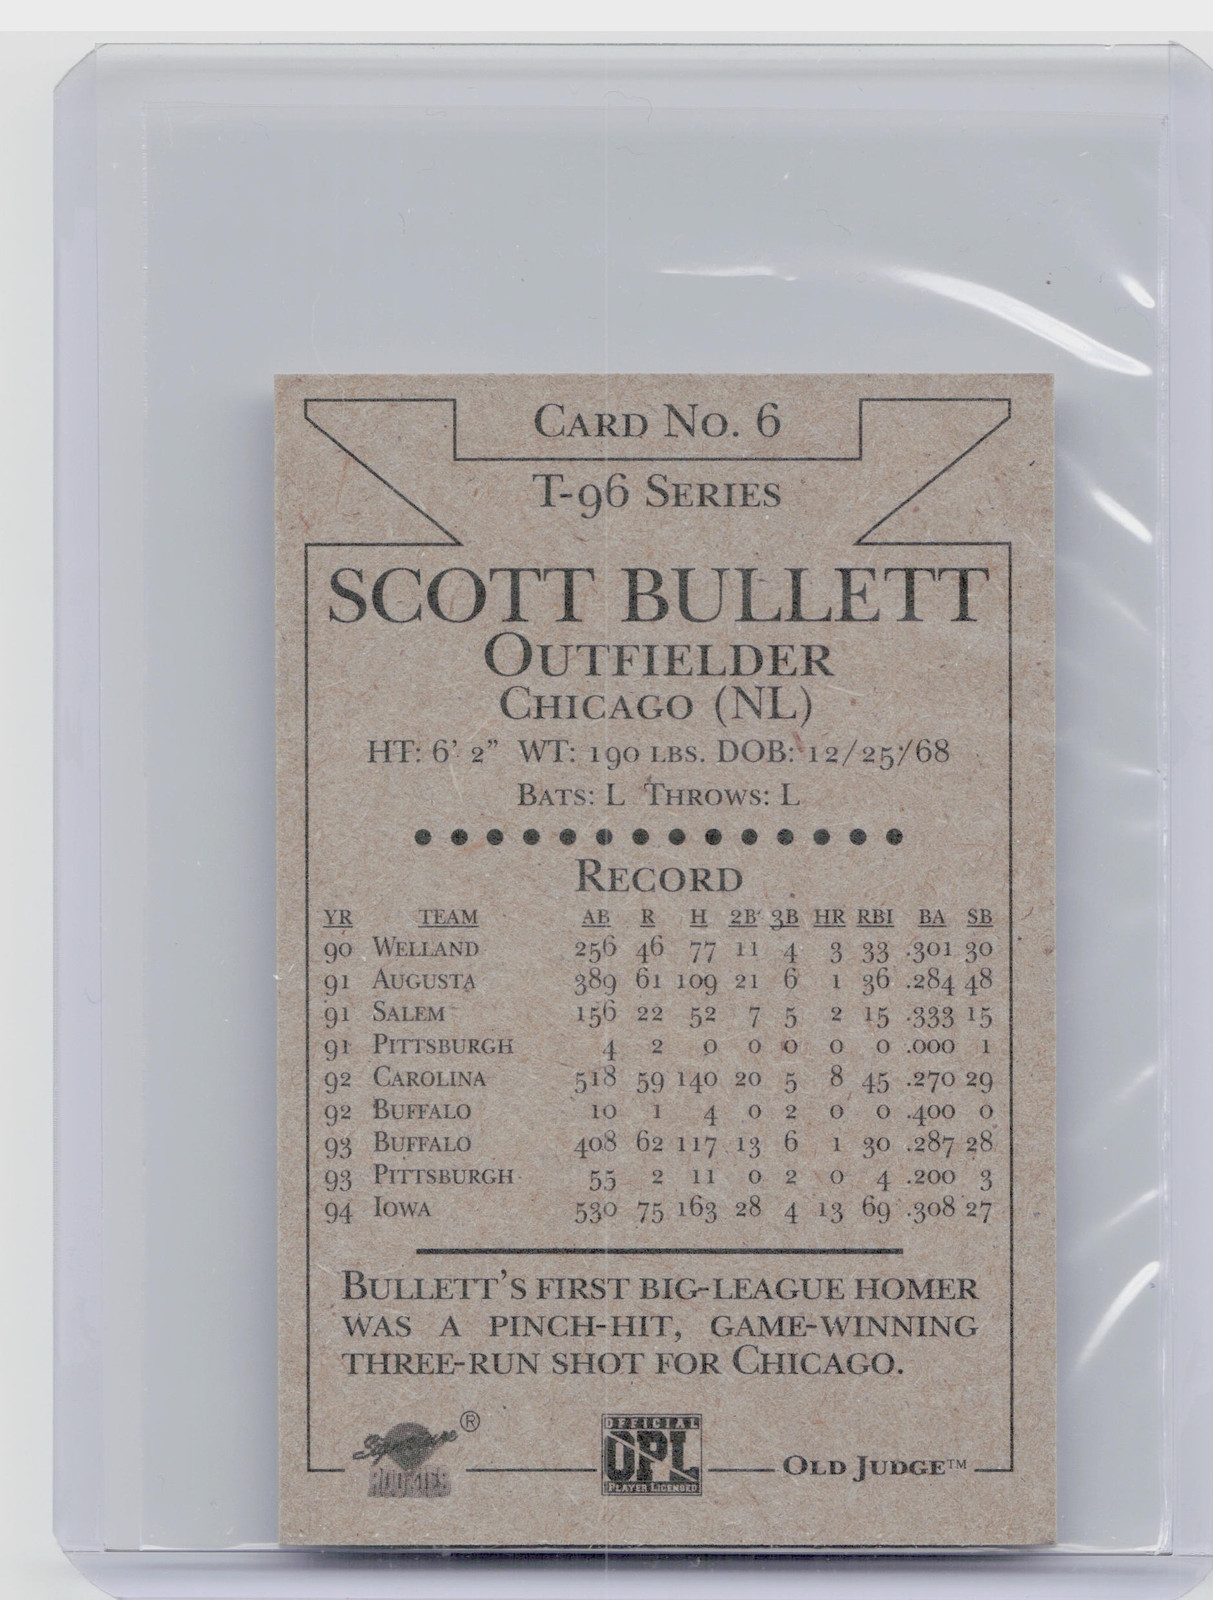 CARD NO. 6
T-96 SERIES
SCOTT BULLETT
OUTFIELDER
CHICAGO (NL)
HT: 6' 2" WT: 190 LBS. DOB: 12/25/68
BATS: L THROWS: L
RECORD
YR TEAM AB R H 2B 3B HR RBI BA SB
90 WELLAND 256 46 77 11 4 3 33 .301 30
91 AUGUSTA 389 61 109 21 6 1 36 .284 48
91 SALEM 156 22 52 7 5 2 15 .333 15
91 PITTSBURGH 4 2 0 0 0 0 0 .000 1
92 CAROLINA 518 59 140 20 5 8 45 .270 29
92 BUFFALO 10 1 4 0 2 0 0 .400 0
93 BUFFALO 408 62 117 13 6 1 30 .287 28
93 PITTSBURGH 55 2 11 0 2 0 4 .200 3
94 IOWA 530 75 163 28 4 13 69 .308 27
BULLETT'S FIRST BIG-LEAGUE HOMER
WAS A PINCH-HIT, GAME-WINNING
THREE-RUN SHOT FOR CHICAGO.
Signature ROOKIES ®
OFFICIAL
OPL
PLAYER LICENSED
OLD JUDGE™